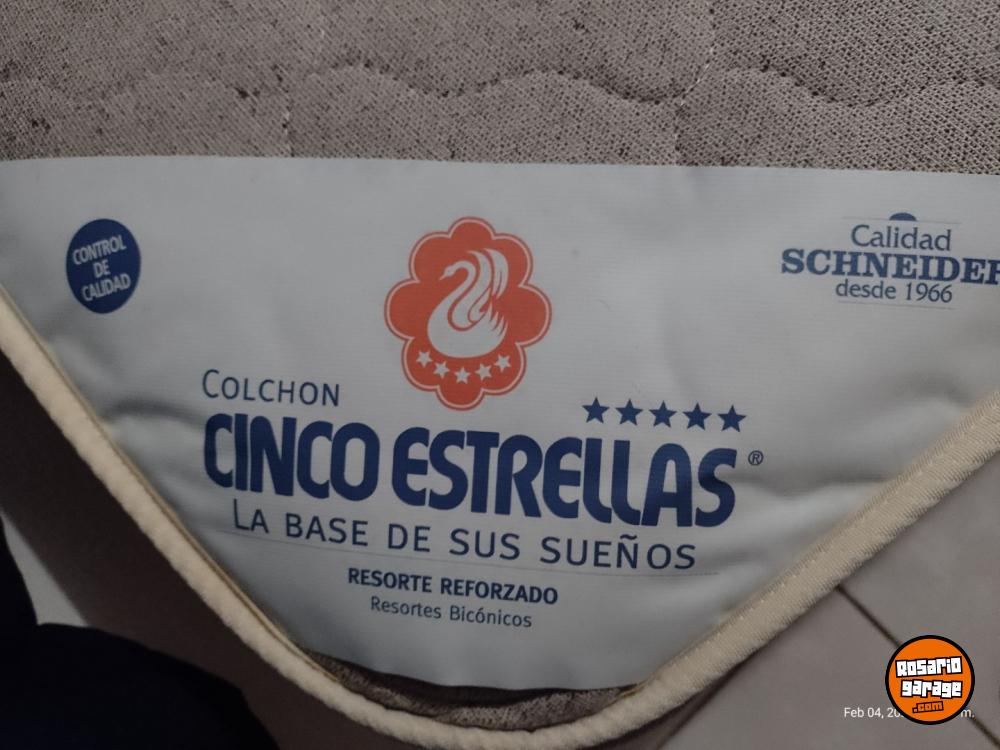 CONTROL
DE
CALIDAD
Calidad
SCHNEIDER
desde 1966
COLCHON
CINCO ESTRELLAS®
LA BASE DE SUS SUEÑOS
RESORTE REFORZADO
Resortes Bicónicos
Rosario
garage
.com
Feb 04,